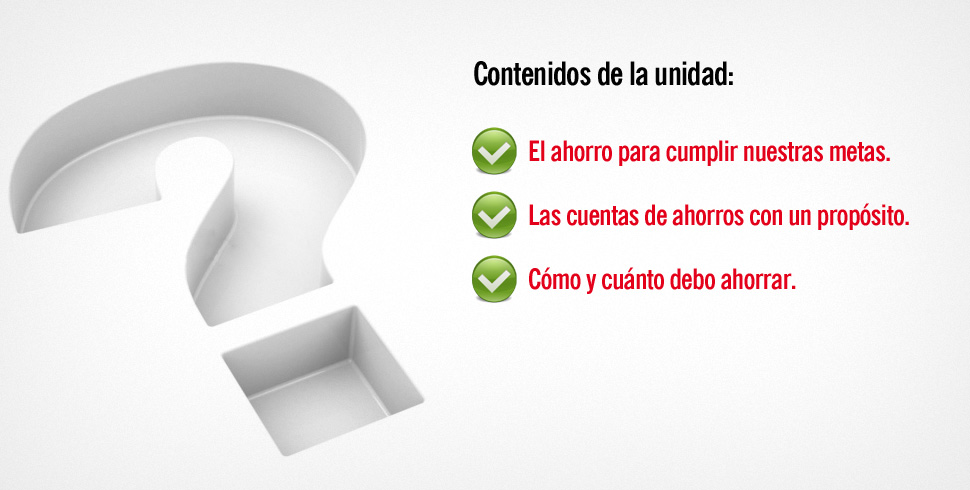 Contenidos de la unidad:
El ahorro para cumplir nuestras metas.
Las cuentas de ahorros con un propósito.
Cómo y cuánto debo ahorrar.